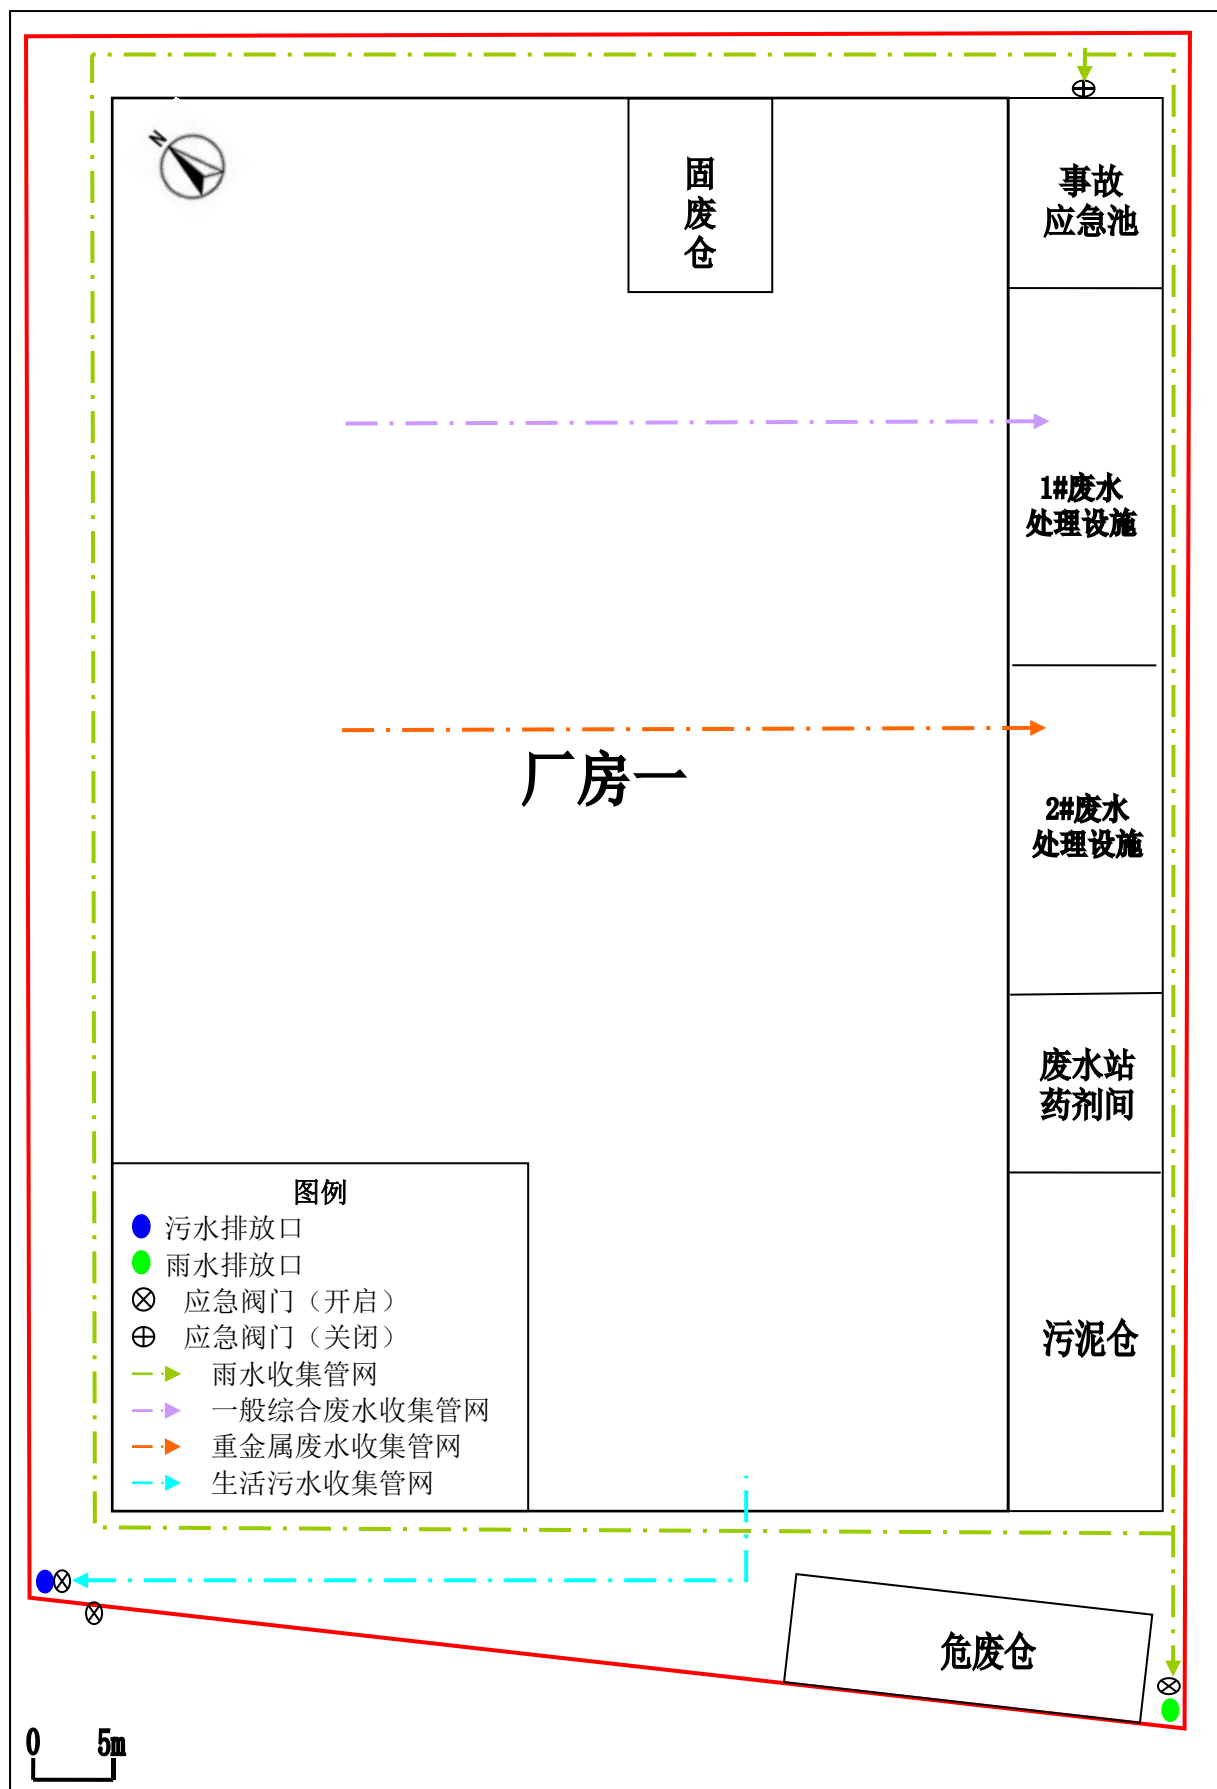 N
固
废
仓
事故
应急池
1#废水
处理设施
厂房一
2#废水
处理设施
废水站
药剂间
图例
污水排放口
雨水排放口
应急阀门（开启）
应急阀门（关闭）
雨水收集管网
一般综合废水收集管网
重金属废水收集管网
生活污水收集管网
污泥仓
危废仓
0 5m